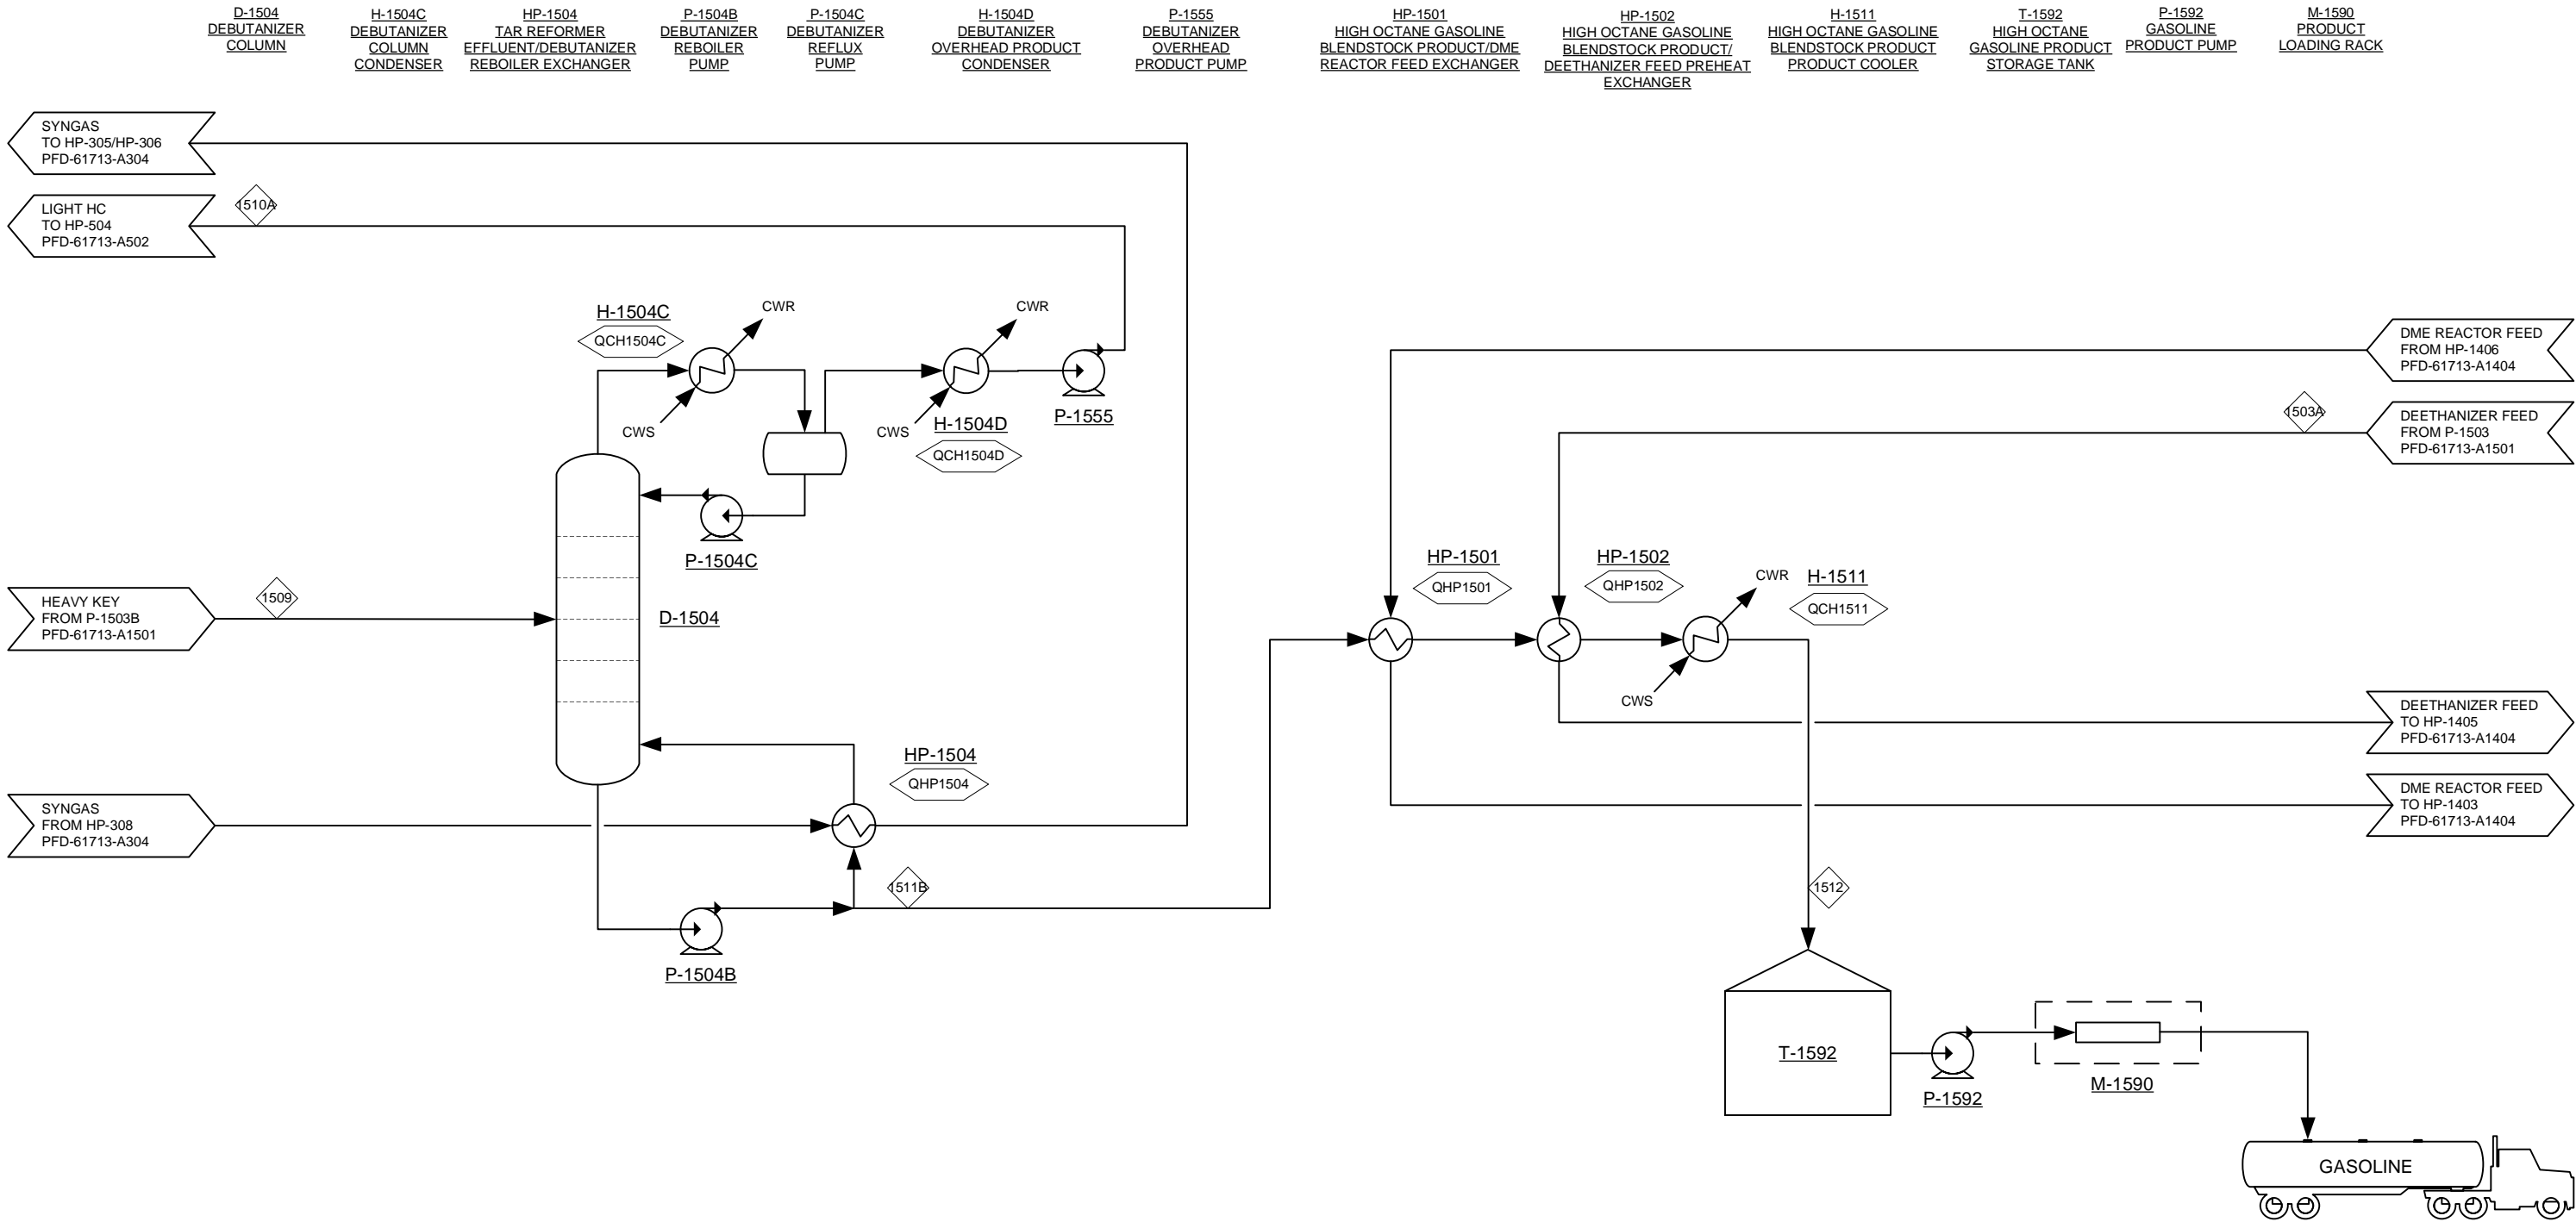 D-1504
DEBUTANIZER
COLUMN
H-1504C
DEBUTANIZER
COLUMN
CONDENSER
HP-1504
TAR REFORMER
EFFLUENT/DEBUTANIZER
REBOILER EXCHANGER
P-1504B
DEBUTANIZER
REBOILER
PUMP
P-1504C
DEBUTANIZER
REFLUX
PUMP
H-1504D
DEBUTANIZER
OVERHEAD PRODUCT
CONDENSER
P-1555
DEBUTANIZER
OVERHEAD
PRODUCT PUMP
HP-1501
HIGH OCTANE GASOLINE
BLENDSTOCK PRODUCT/DME
REACTOR FEED EXCHANGER
HP-1502
HIGH OCTANE GASOLINE
BLENDSTOCK PRODUCT/
DEETHANIZER FEED PREHEAT
EXCHANGER
H-1511
HIGH OCTANE GASOLINE
BLENDSTOCK PRODUCT
PRODUCT COOLER
T-1592
HIGH OCTANE
GASOLINE PRODUCT
STORAGE TANK
P-1592
GASOLINE
PRODUCT PUMP
M-1590
PRODUCT
LOADING RACK
SYNGAS
TO HP-305/HP-306
PFD-61713-A304
LIGHT HC
TO HP-504
PFD-61713-A502
1510A
H-1504C
QCH1504C
CWR
CWS
CWR
CWS
H-1504D
QCH1504D
P-1555
P-1504C
DME REACTOR FEED
FROM HP-1406
PFD-61713-A1404
1503A
DEETHANIZER FEED
FROM P-1503
PFD-61713-A1501
HEAVY KEY
FROM P-1503B
PFD-61713-A1501
1509
D-1504
HP-1501
QHP1501
HP-1502
QHP1502
CWR
H-1511
QCH1511
CWS
DEETHANIZER FEED
TO HP-1405
PFD-61713-A1404
HP-1504
QHP1504
SYNGAS
FROM HP-308
PFD-61713-A304
DME REACTOR FEED
TO HP-1403
PFD-61713-A1404
1511B
1512
P-1504B
T-1592
P-1592
M-1590
GASOLINE